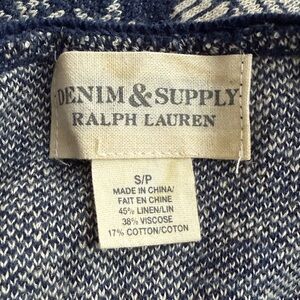 DENIM & SUPPLY
RALPH LAUREN
S/P
MADE IN CHINA/
FAIT EN CHINE
45% LINEN/LIN
38% VISCOSE
17% COTTON/COTON